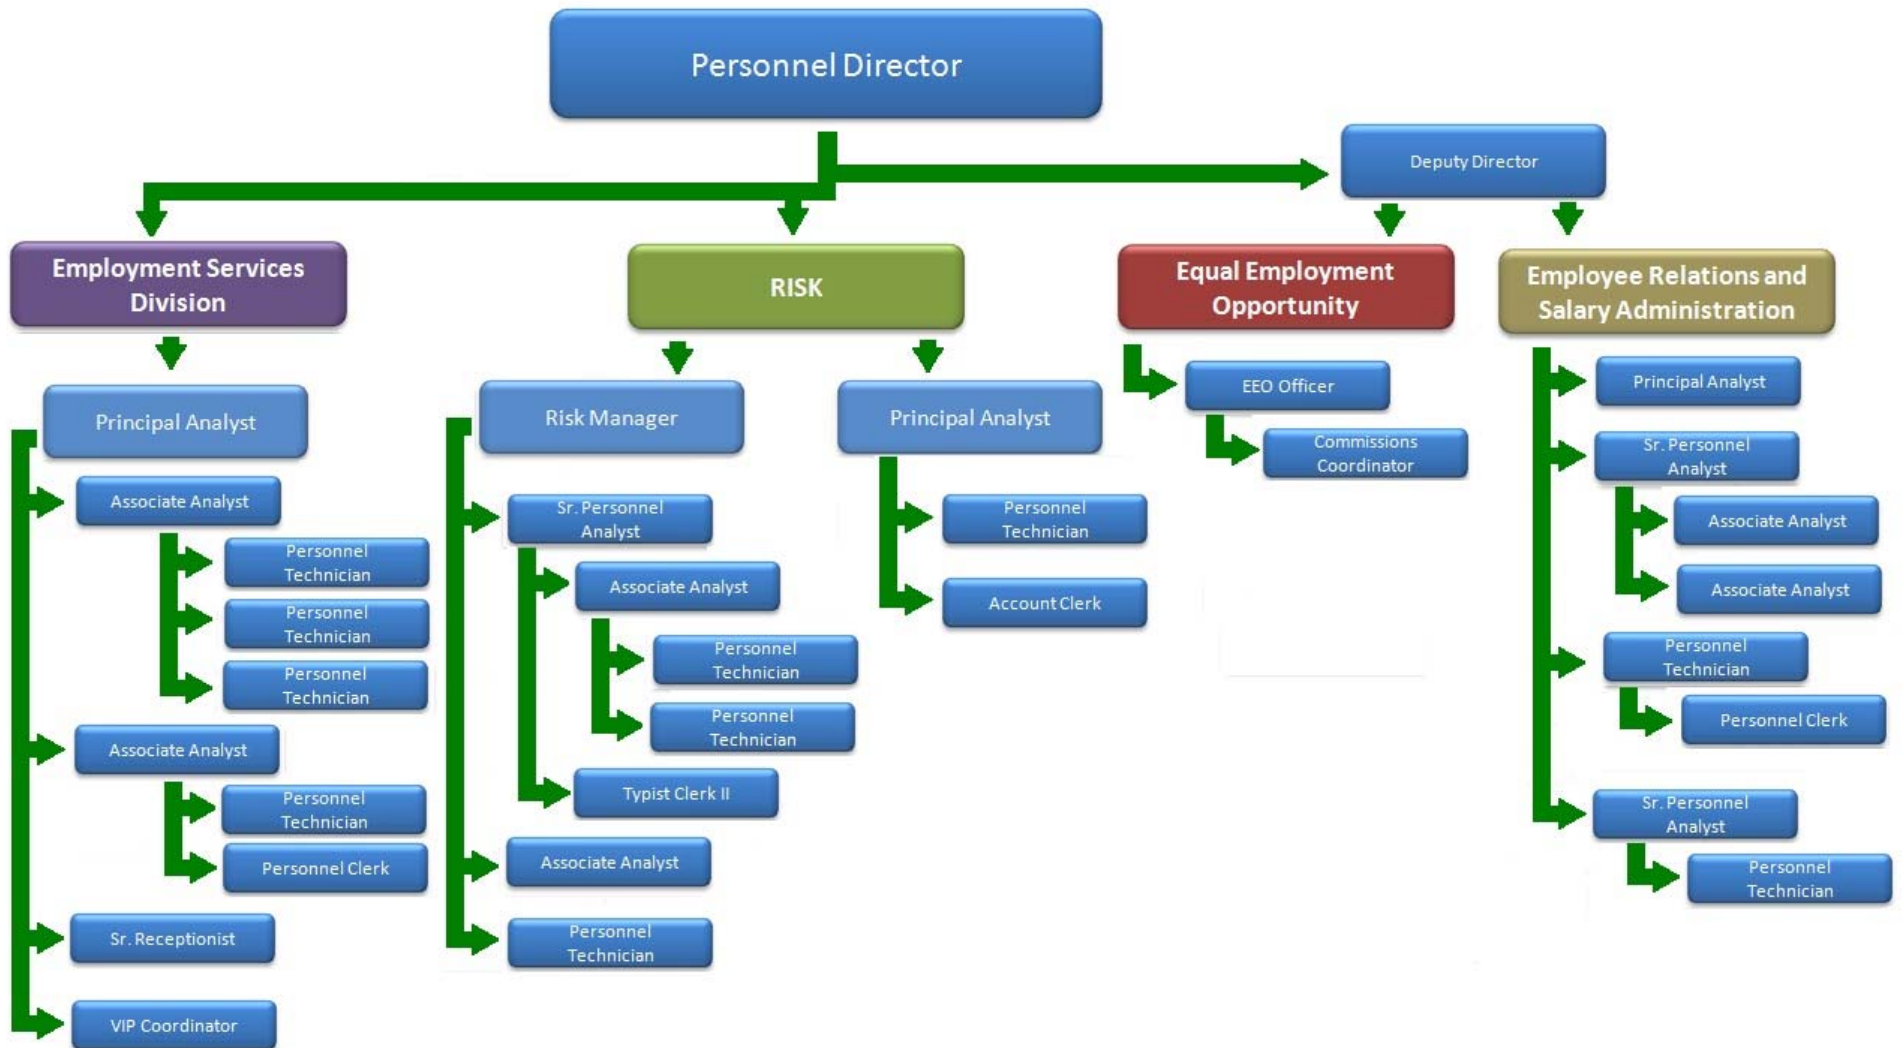 Personnel Director
Deputy Director
Employment Services
Division
RISK
Equal Employment
Opportunity
Employee Relations and
Salary Administration
Principal Analyst
Associate Analyst
Personnel
Technician
Personnel
Technician
Personnel
Technician
Associate Analyst
Personnel
Technician
Personnel Clerk
Sr. Receptionist
VIP Coordinator
Risk Manager
Sr. Personnel
Analyst
Associate Analyst
Personnel
Technician
Personnel
Technician
Typist Clerk II
Associate Analyst
Personnel
Technician
Principal Analyst
Personnel
Technician
Account Clerk
EEO Officer
Commissions
Coordinator
Principal Analyst
Sr. Personnel
Analyst
Associate Analyst
Associate Analyst
Personnel
Technician
Personnel Clerk
Sr. Personnel
Analyst
Personnel
Technician